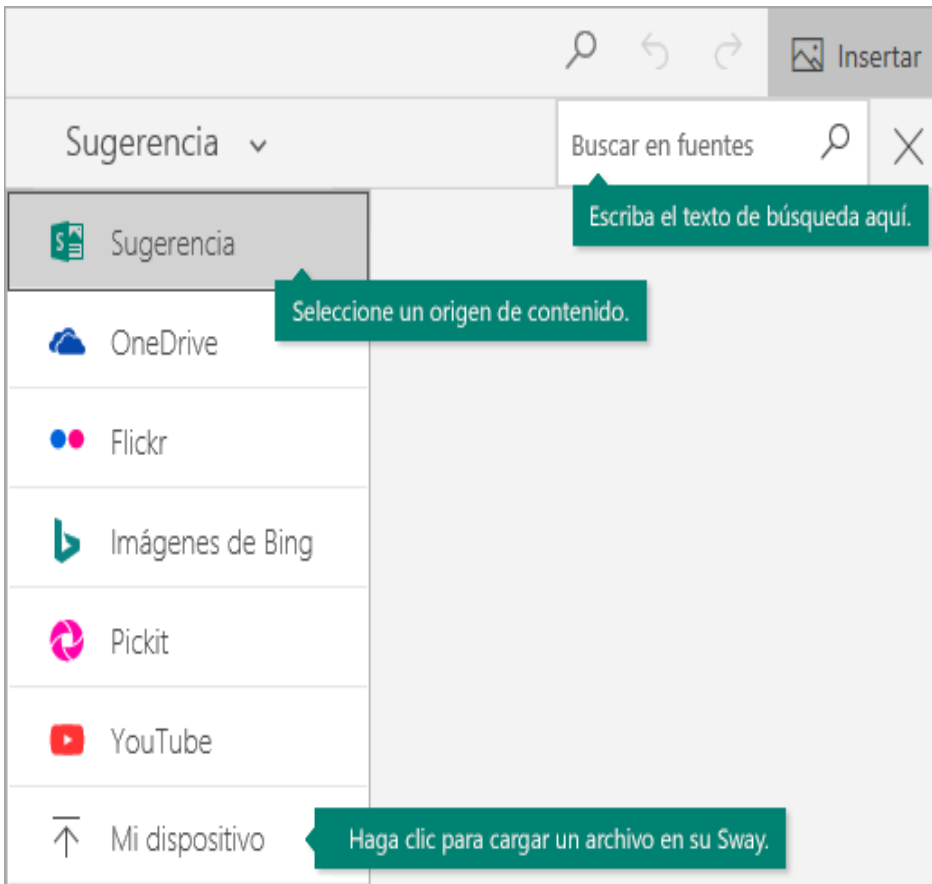 Insertar
Sugerencia
Buscar en fuentes
Escriba el texto de búsqueda aquí.
Sugerencia
Seleccione un origen de contenido.
OneDrive
Flickr
Imágenes de Bing
Pickit
YouTube
Mi dispositivo
Haga clic para cargar un archivo en su Sway.